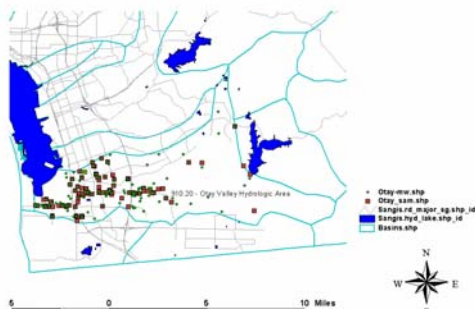 910.20 - Otay Valley Hydrologic Area
Otay-mw.shp
Otay_sam.shp
Sangis.rd_major_sg.shp_id
Sangis.hyd_lake.shp_id
Basins.shp
N
W E
S
5 0 5 10 Miles